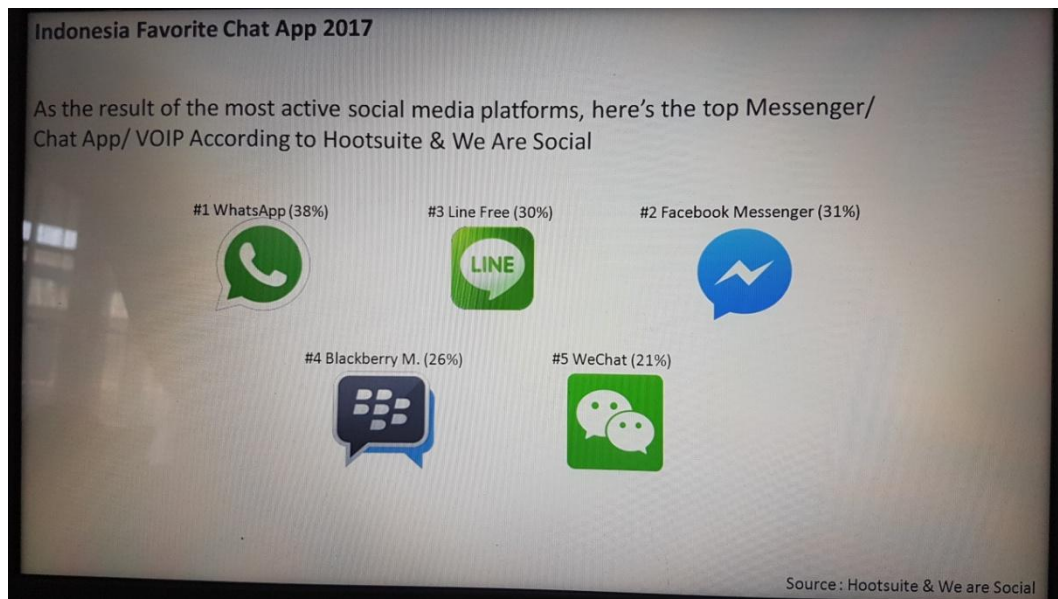 Indonesia Favorite Chat App 2017
As the result of the most active social media platforms, here's the top Messenger/
Chat App/ VOIP According to Hootsuite & We Are Social
#1 WhatsApp (38%)
#3 Line Free (30%)
#2 Facebook Messenger (31%)
LINE
#4 Blackberry M. (26%)
#5 WeChat (21%)
Source : Hootsuite & We are Social